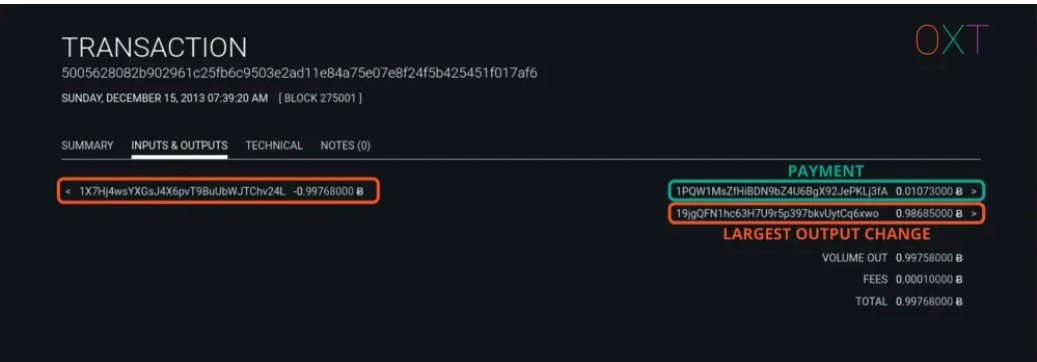 TRANSACTION
OXT
5005628082b902961c25fb6c9503e2ad11e84a75e07e8f24f5b425451f017af6
SUNDAY, DECEMBER 15, 2013 07:39:20 AM [ BLOCK 275001 ]
SUMMARY INPUTS & OUTPUTS TECHNICAL NOTES (0)
PAYMENT
< 1X7Hj4wsYXGsJ4X6pvT9BuUbWJTChv24L -0.99768000 Ƀ
1PQW1MsZfHiBDN9bZ4U6BgX92JePKLj3fA 0.01073000 Ƀ >
19jgQFN1hc63H7U9r5p397bkvUytCq6xwo 0.98685000 Ƀ >
LARGEST OUTPUT CHANGE
VOLUME OUT 0.99758000 Ƀ
FEES 0.00010000 Ƀ
TOTAL 0.99768000 Ƀ